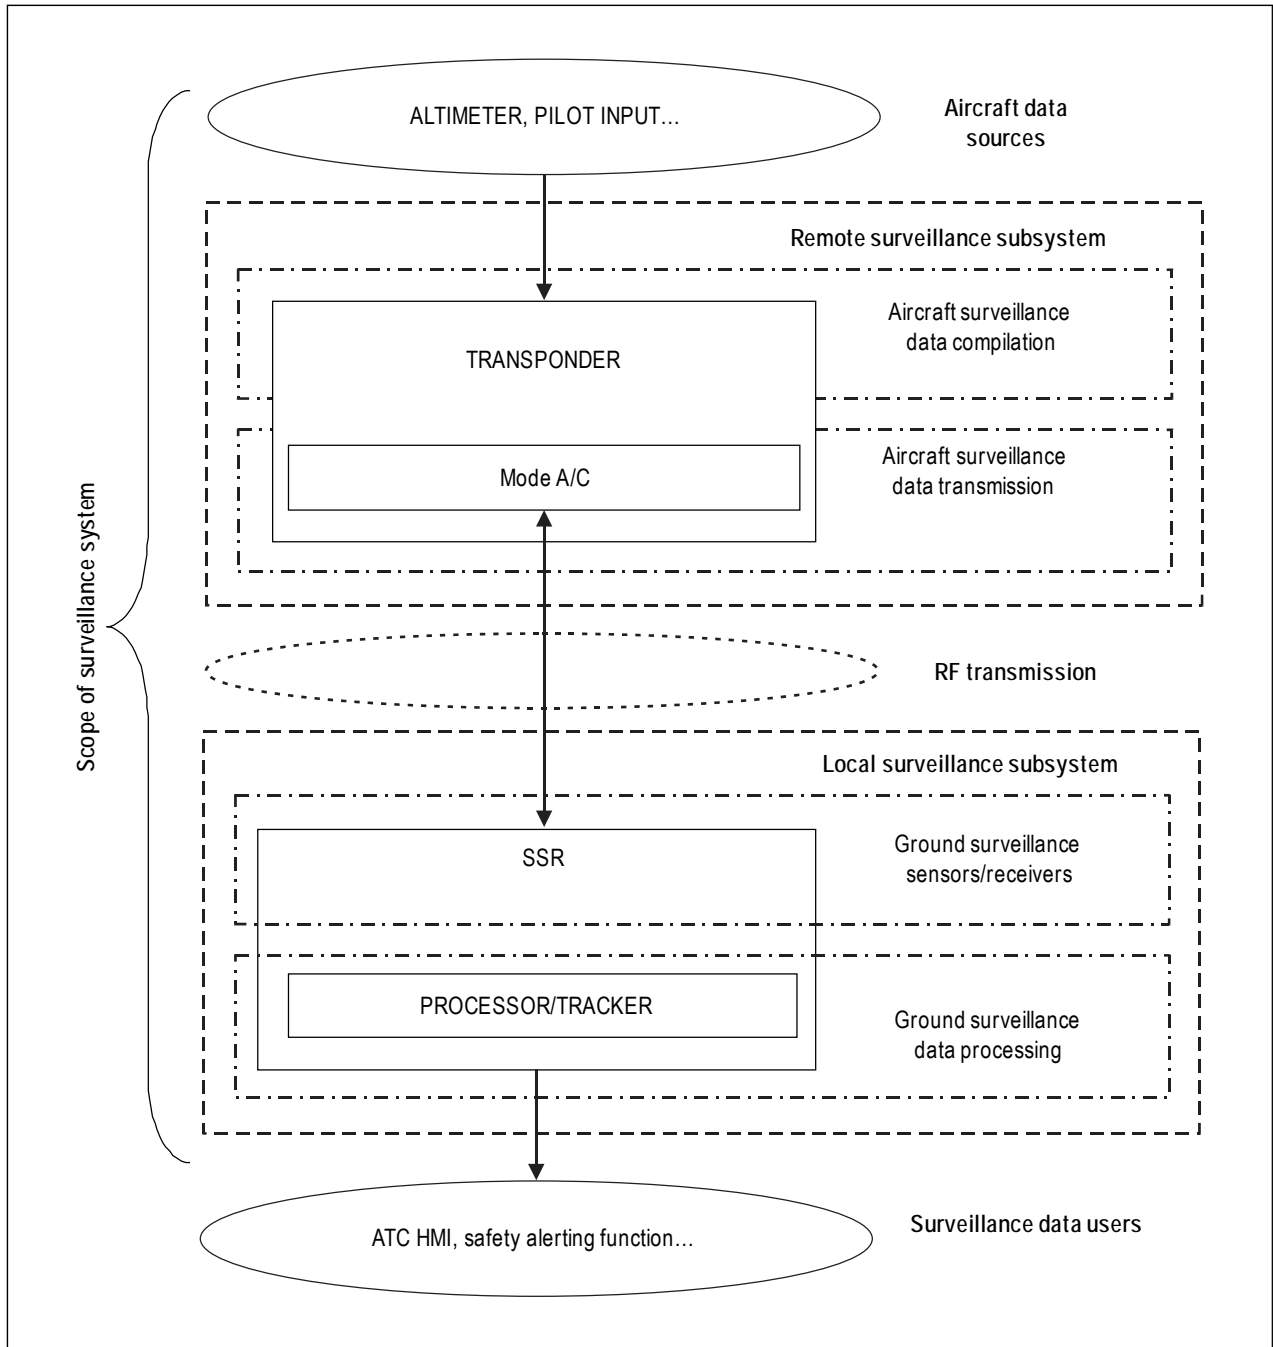 ALTIMETER, PILOT INPUT…
Aircraft data
sources
Remote surveillance subsystem
Aircraft surveillance
data compilation
TRANSPONDER
Aircraft surveillance
data transmission
Mode A/C
Scope of surveillance system
RF transmission
Local surveillance subsystem
SSR
Ground surveillance
sensors/receivers
PROCESSOR/TRACKER
Ground surveillance
data processing
ATC HMI, safety alerting function…
Surveillance data users